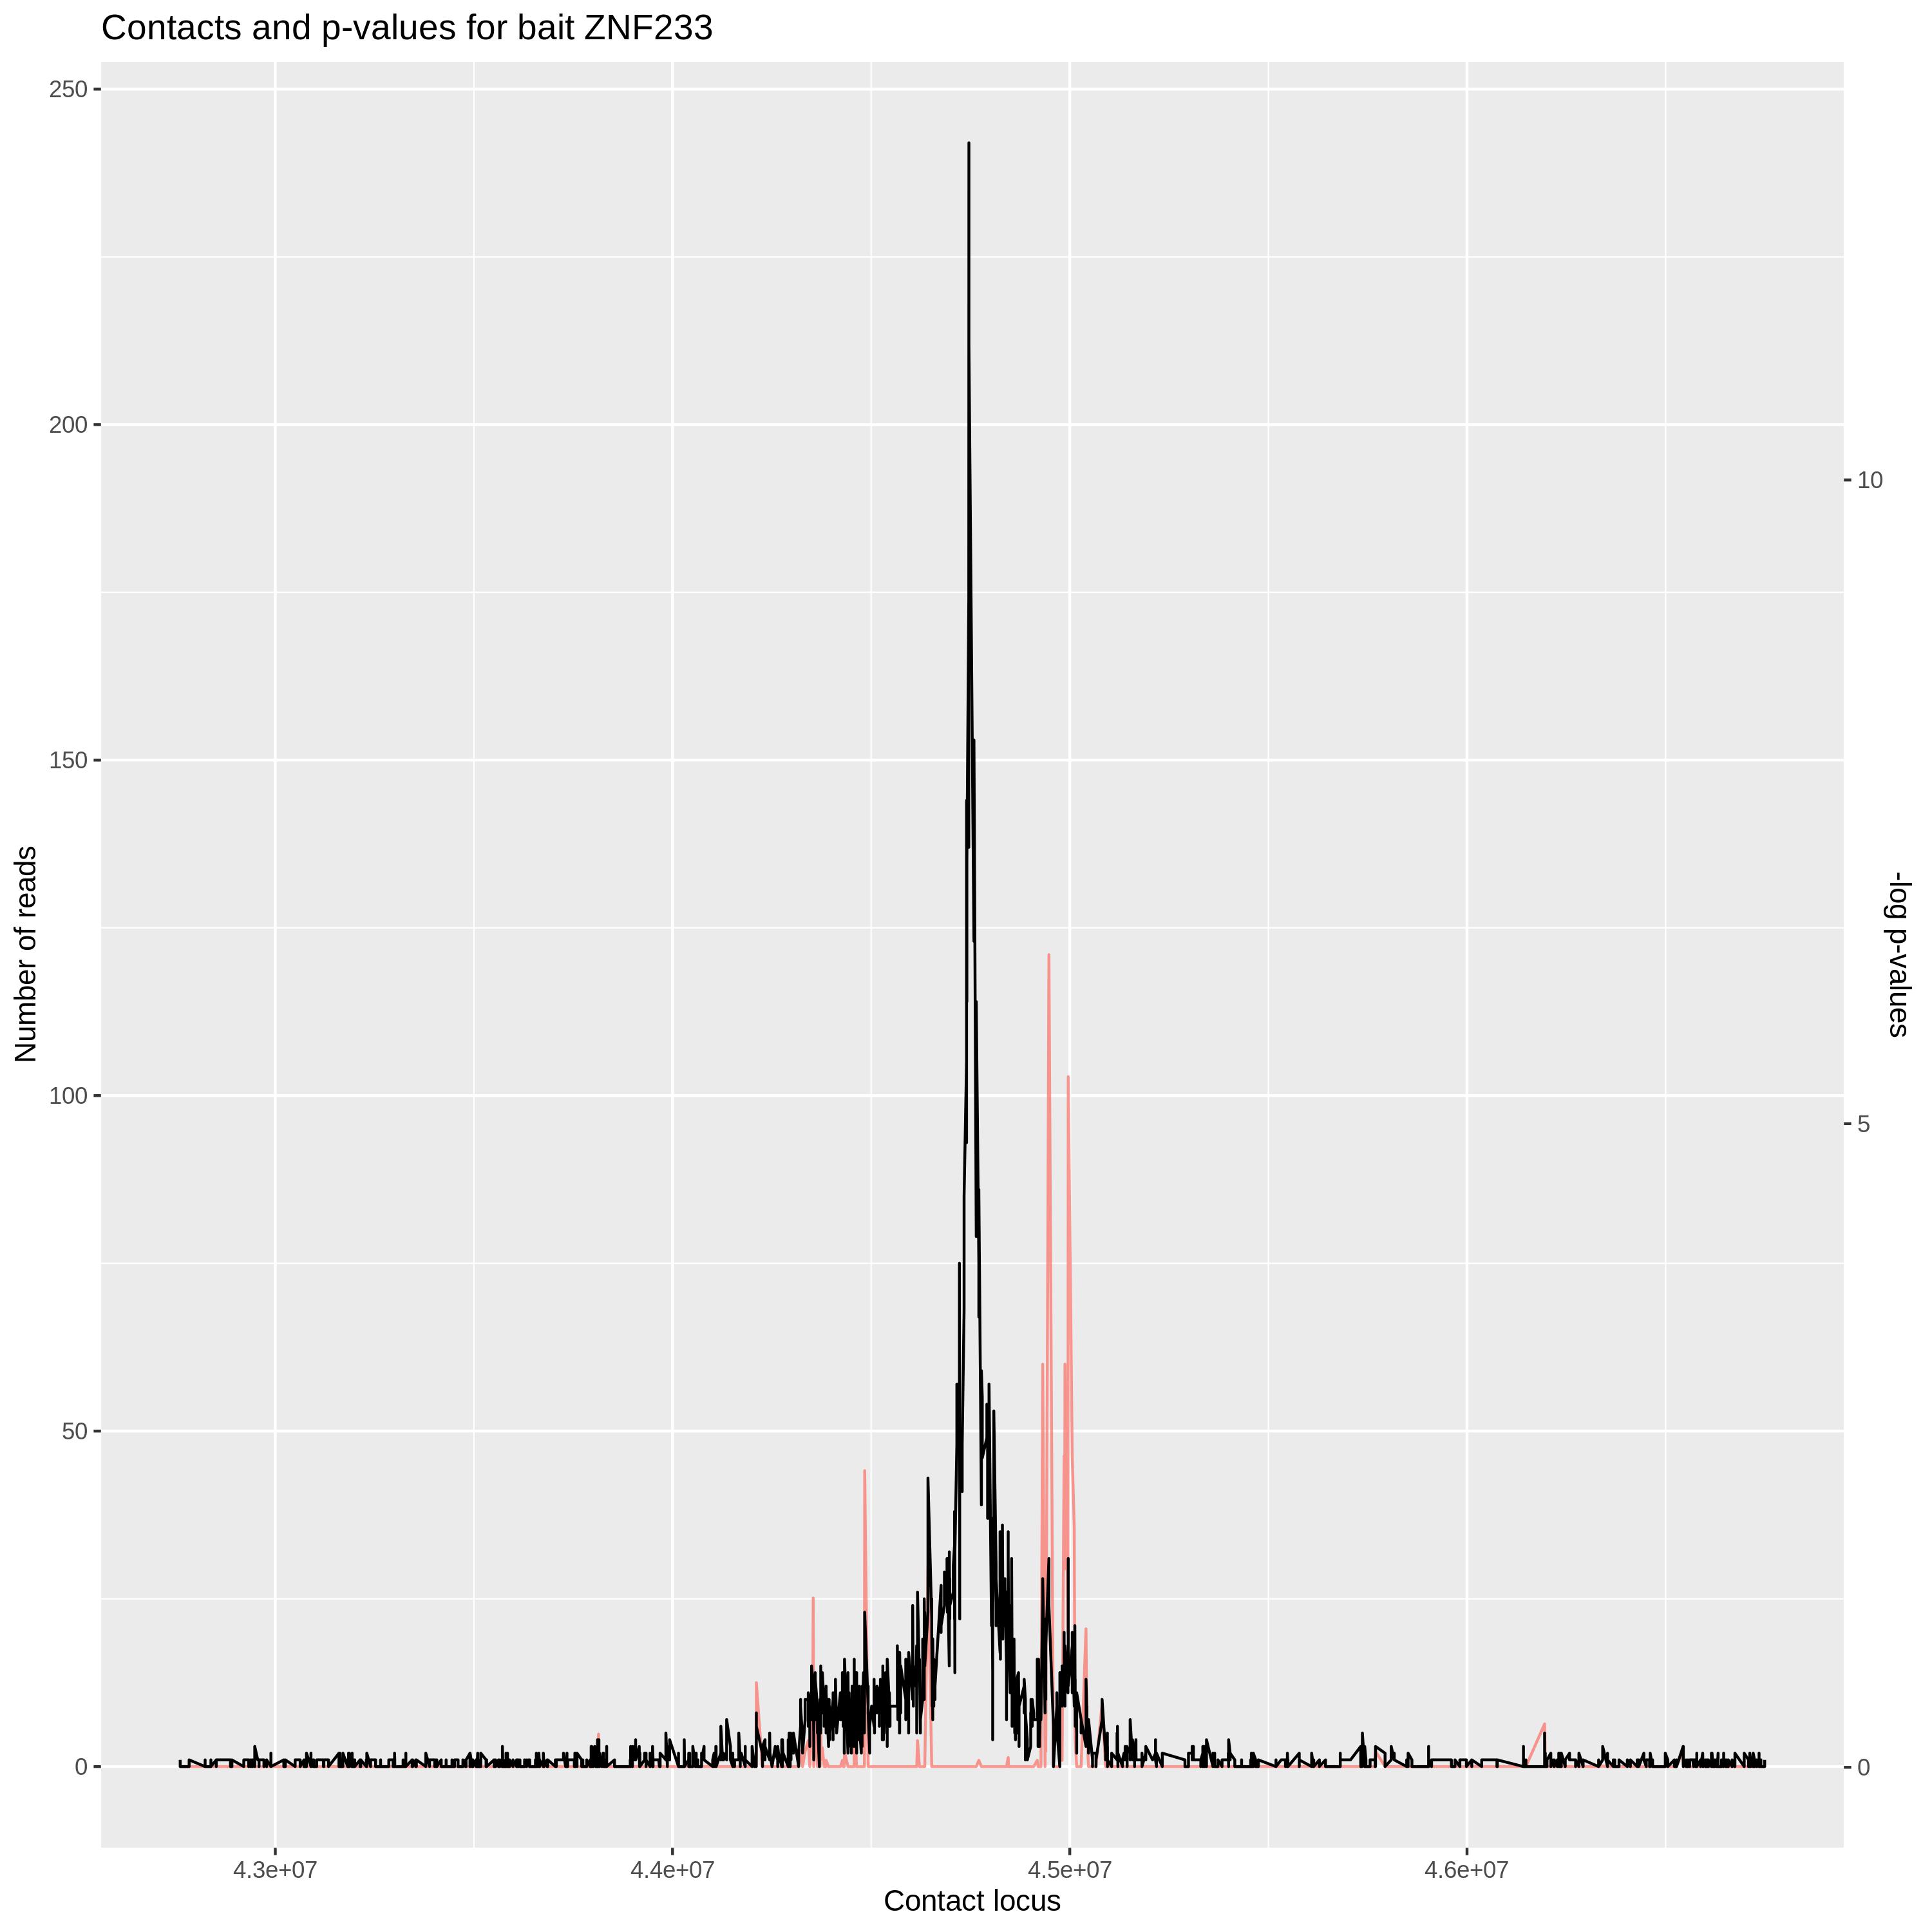 Contacts and p-values for bait ZNF233
250
200
150
100
50
0
Number of reads
10
5
0
-log p-values
4.3e+07
4.4e+07
4.5e+07
4.6e+07
Contact locus